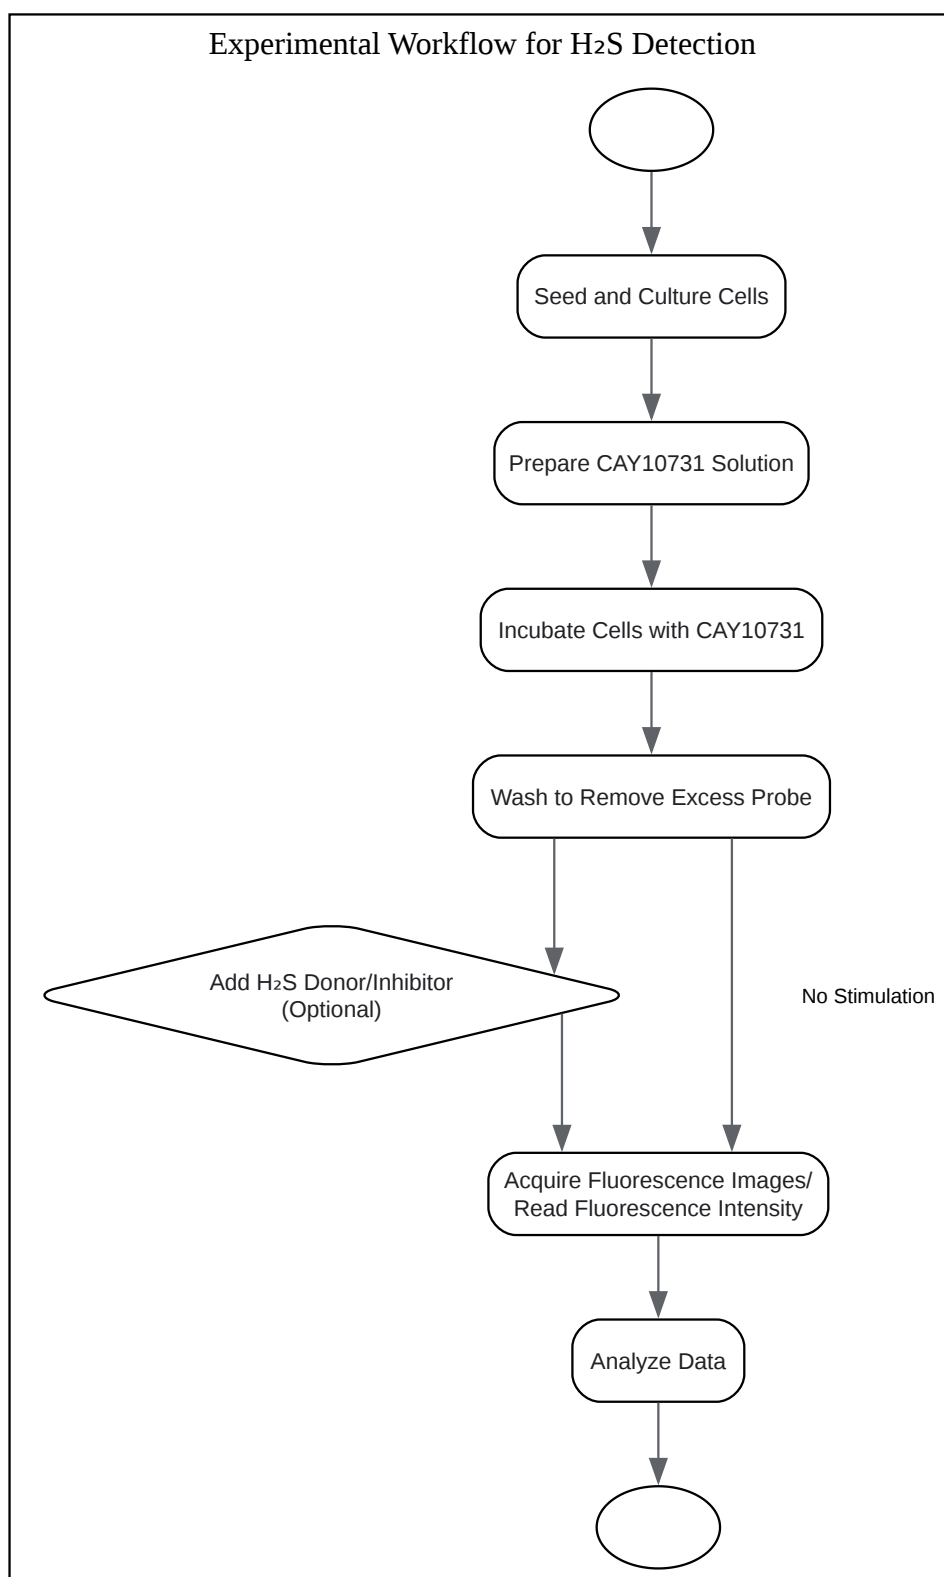 Experimental Workflow for H₂S Detection
Seed and Culture Cells
Prepare CAY10731 Solution
Incubate Cells with CAY10731
Wash to Remove Excess Probe
Add H₂S Donor/Inhibitor
(Optional)
No Stimulation
Acquire Fluorescence Images/
Read Fluorescence Intensity
Analyze Data